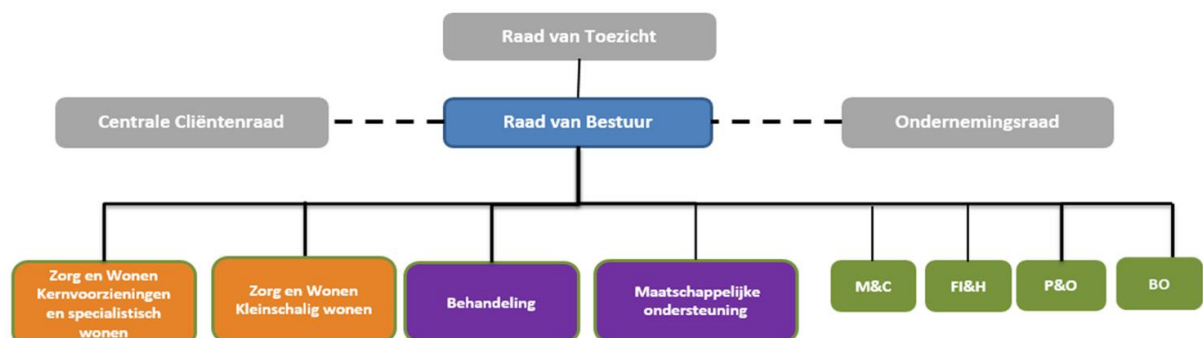 Raad van Toezicht
Centrale Cliëntenraad
Raad van Bestuur
Ondernemingsraad
Zorg en Wonen
Kernvoorzieningen
en specialistisch
wonen
Zorg en Wonen
Kleinschalig wonen
Behandeling
Maatschappelijke
ondersteuning
M&C
FI&H
P&O
BO